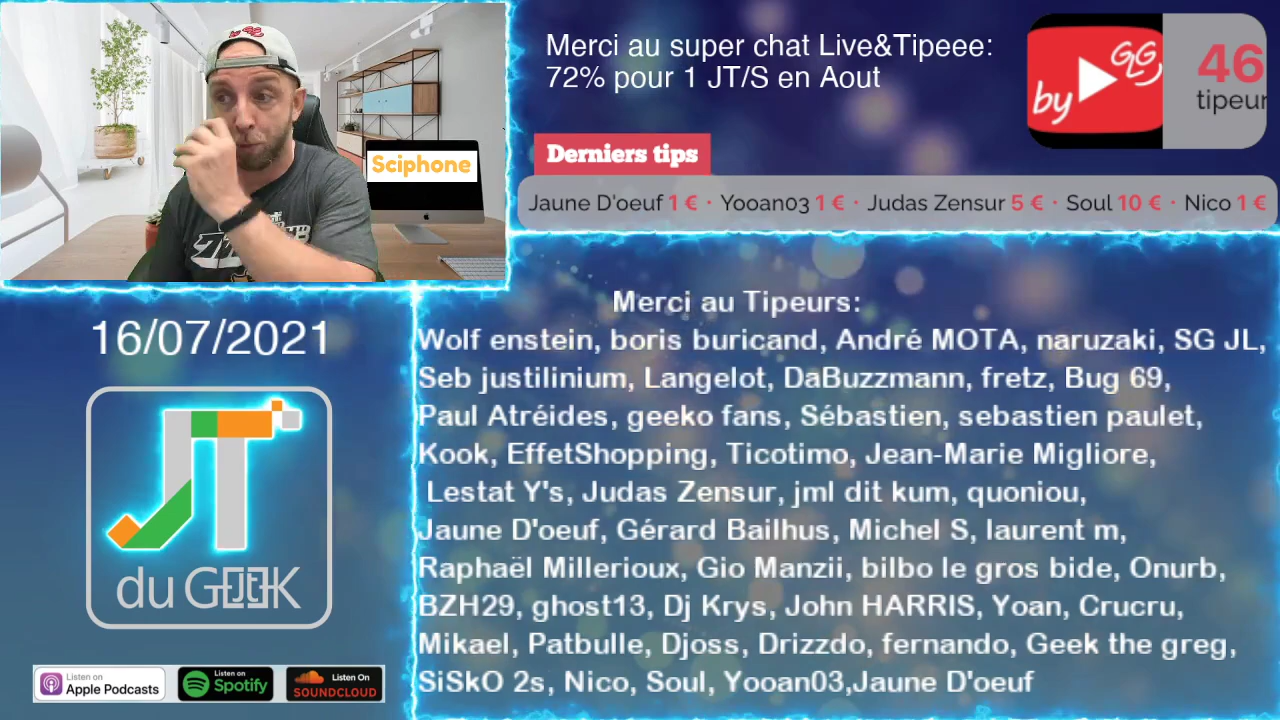 Merci au super chat Live&Tipeee:
72% pour 1 JT/S en Aout
by GLG
46
tipeur
Derniers tips
Jaune D'oeuf 1 € · Yooan03 1 € · Judas Zensur 5 € · Soul 10 € · Nico 1 €
Sciphone
16/07/2021
JT
du GEEK
Listen on
Apple Podcasts
Listen on
Spotify
Listen On
SOUNDCLOUD
Merci au Tipeurs:
Wolf enstein, boris buricand, André MOTA, naruzaki, SG JL,
Seb justilinium, Langelot, DaBuzzmann, fretz, Bug 69,
Paul Atréides, geeko fans, Sébastien, sebastien paulet,
Kook, EffetShopping, Ticotimo, Jean-Marie Migliore,
Lestat Y's, Judas Zensur, jml dit kum, quoniou,
Jaune D'oeuf, Gérard Bailhus, Michel S, laurent m,
Raphaël Millerioux, Gio Manzii, bilbo le gros bide, Onurb,
BZH29, ghost13, Dj Krys, John HARRIS, Yoan, Crucru,
Mikael, Patbulle, Djoss, Drizzdo, fernando, Geek the greg,
SiSkO 2s, Nico, Soul, Yooan03,Jaune D'oeuf